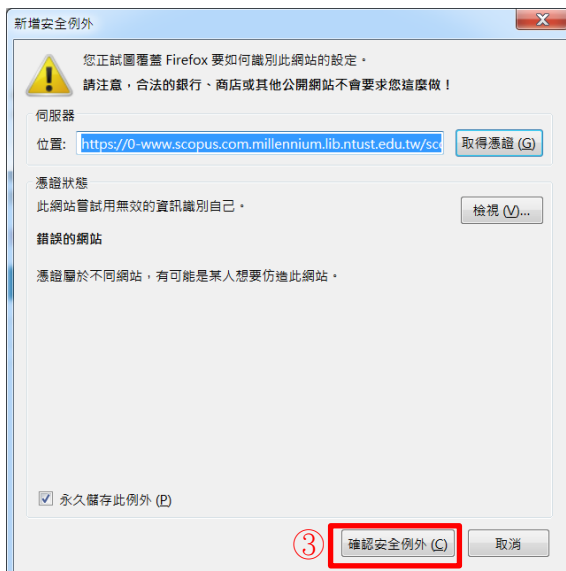 新增安全例外
您正試圖覆蓋 Firefox 要如何識別此網站的設定。
請注意，合法的銀行、商店或其他公開網站不會要求您這麼做！
伺服器
位置: https://0-www.scopus.com.millennium.lib.ntust.edu.tw/sco 取得憑證 (G)
憑證狀態
此網站嘗試用無效的資訊識別自己。 檢視 (V)...
錯誤的網站
憑證屬於不同網站，有可能是某人想要仿造此網站。
永久儲存此例外 (P)
③ 確認安全例外 (C) 取消